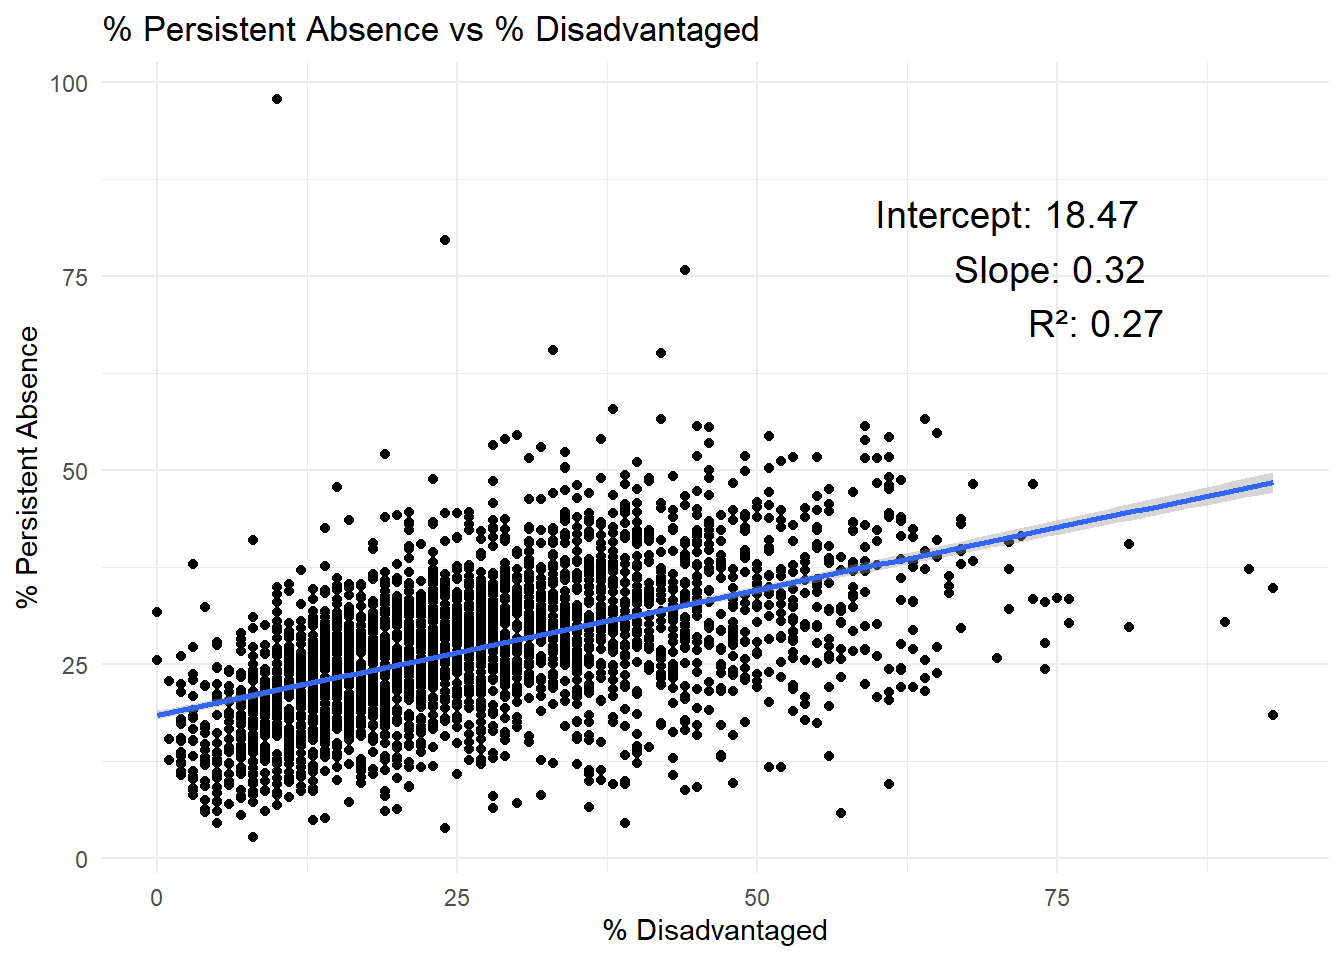 % Persistent Absence vs % Disadvantaged
100
Intercept: 18.47
Slope: 0.32
75
R²: 0.27
% Persistent Absence
50
25
0
0 25 50 75
% Disadvantaged